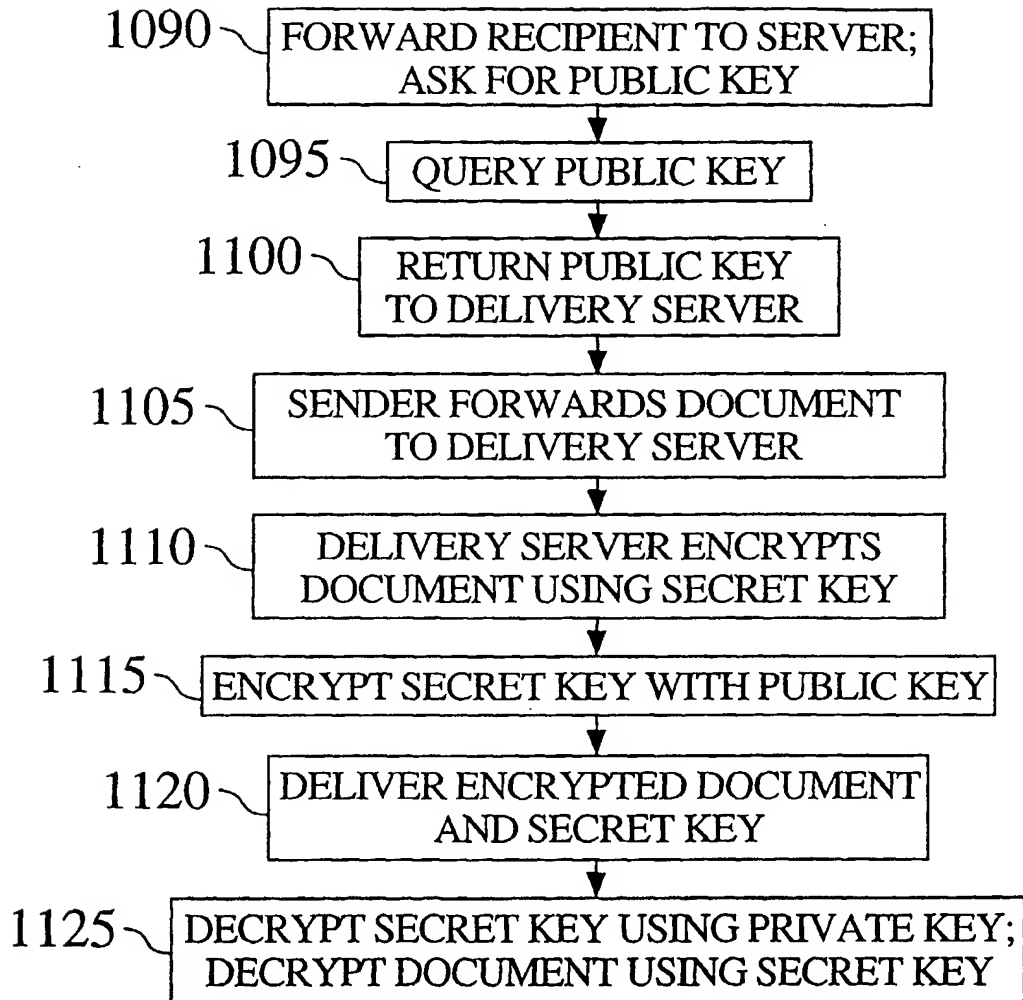 1090
FORWARD RECIPIENT TO SERVER;
ASK FOR PUBLIC KEY
1095
QUERY PUBLIC KEY
1100
RETURN PUBLIC KEY
TO DELIVERY SERVER
1105
SENDER FORWARDS DOCUMENT
TO DELIVERY SERVER
1110
DELIVERY SERVER ENCRYPTS
DOCUMENT USING SECRET KEY
1115
ENCRYPT SECRET KEY WITH PUBLIC KEY
1120
DELIVER ENCRYPTED DOCUMENT
AND SECRET KEY
1125
DECRYPT SECRET KEY USING PRIVATE KEY;
DECRYPT DOCUMENT USING SECRET KEY